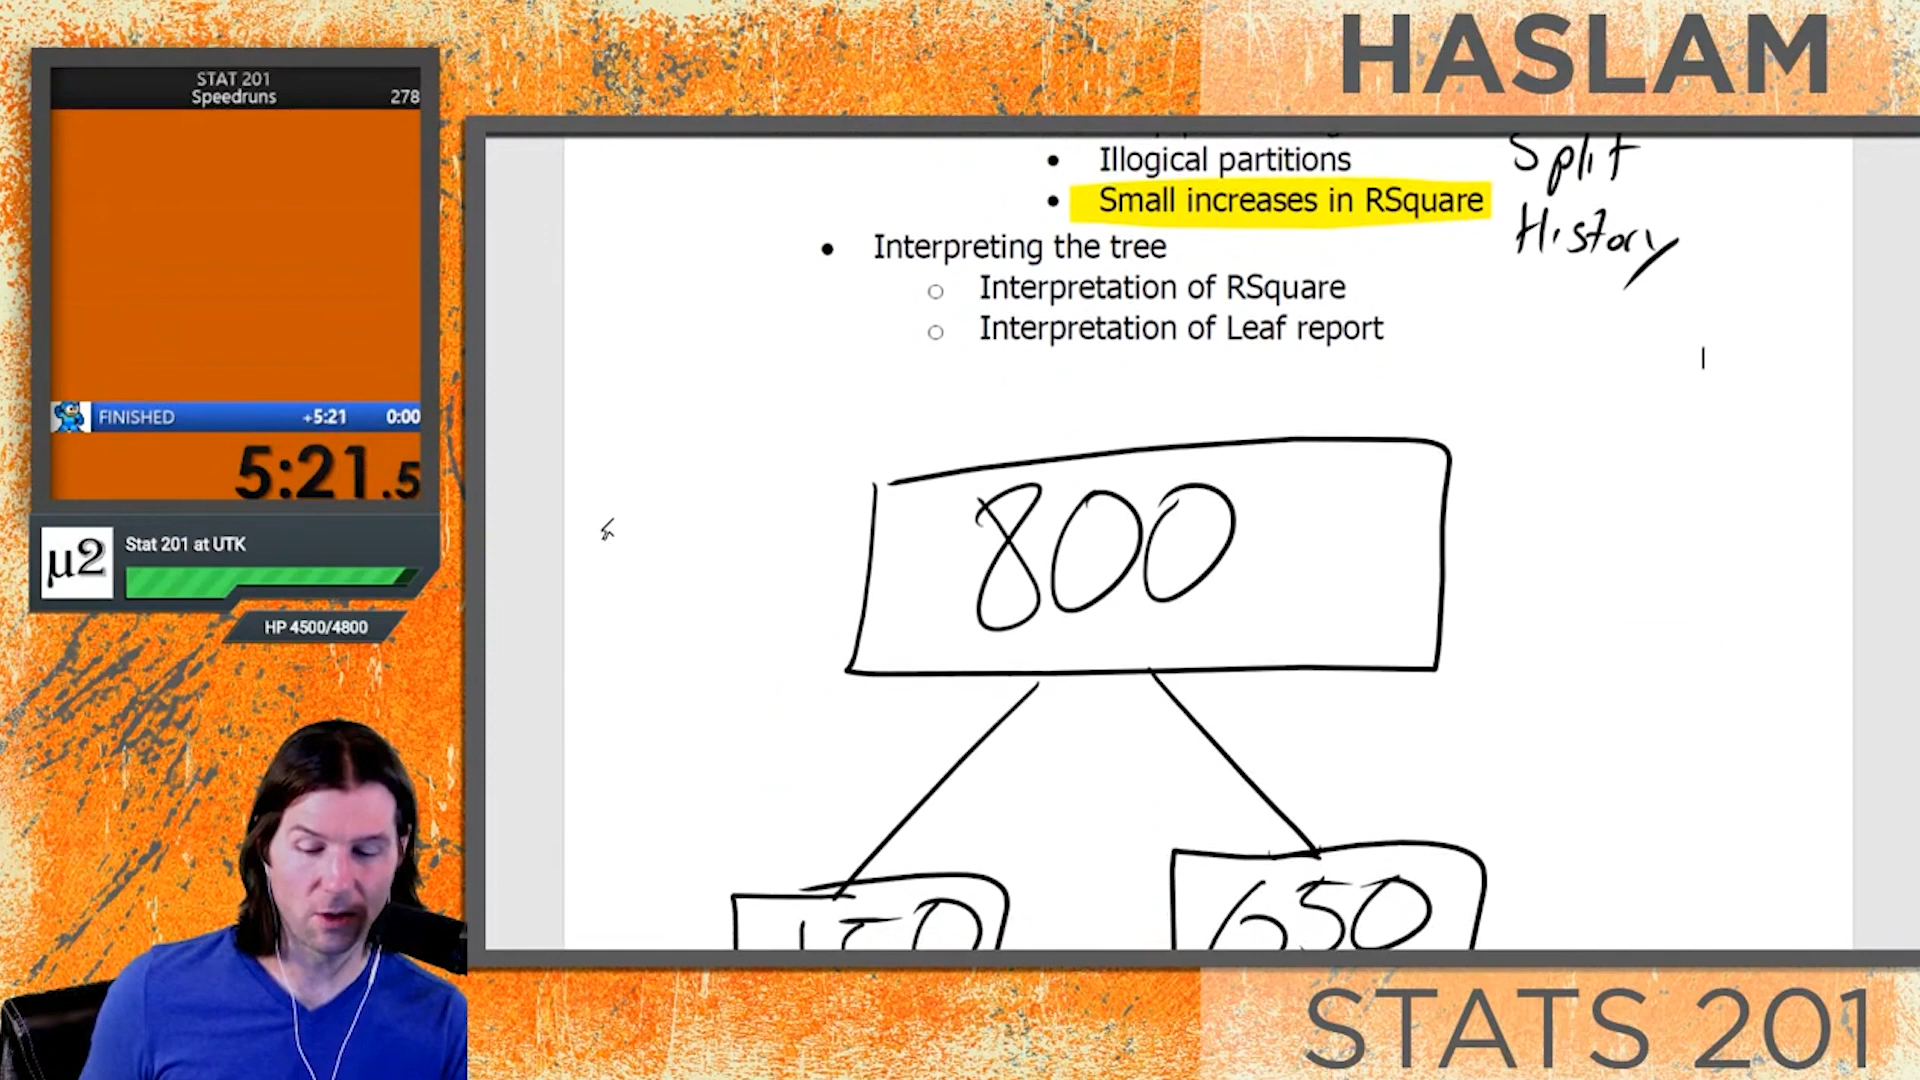 HASLAM
STAT 201
Speedruns 278
FINISHED +5:21 0:00
5:21.5
μ2
Stat 201 at UTK
HP 4500/4800
Illogical partitions
Small increases in RSquare
Split
History
Interpreting the tree
Interpretation of RSquare
Interpretation of Leaf report
800
650
STATS 201